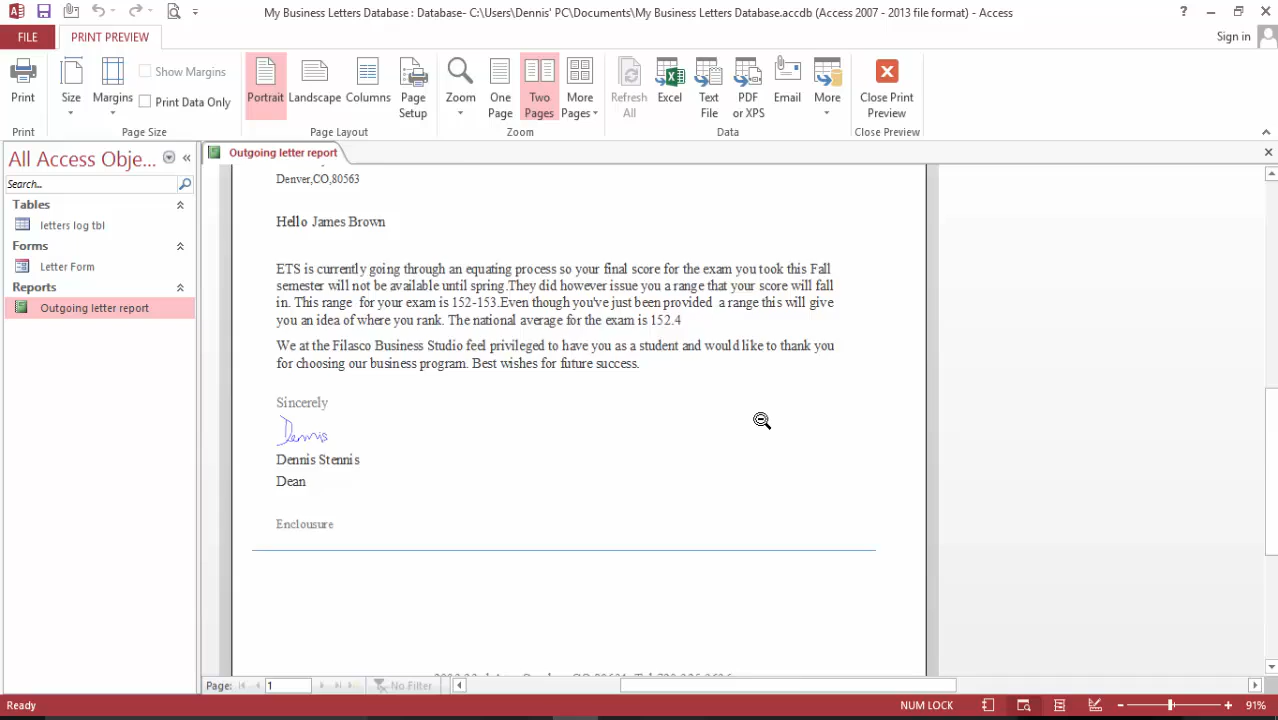 My Business Letters Database : Database- C:\Users\Dennis' PC\Documents\My Business Letters Database.accdb (Access 2007 - 2013 file format) - Access
FILE
PRINT PREVIEW
Sign in
Print
Size
Margins
Show Margins
Print Data Only
Portrait
Landscape
Columns
Page Setup
Zoom
One Page
Two Pages
More Pages
Refresh All
Excel
Text File
PDF or XPS
Email
More
Close Print Preview
Print
Page Size
Page Layout
Zoom
Data
Close Preview
All Access Obje...
Search...
Tables
letters log tbl
Forms
Letter Form
Reports
Outgoing letter report
Outgoing letter report
Denver,CO,80563
Hello James Brown
ETS is currently going through an equating process so your final score for the exam you took this Fall
semester will not be available until spring.They did however issue you a range that your score will fall
in. This range for your exam is 152-153.Even though you've just been provided a range this will give
you an idea of where you rank. The national average for the exam is 152.4
We at the Filasco Business Studio feel privileged to have you as a student and would like to thank you
for choosing our business program. Best wishes for future success.
Sincerely
Dennis
Dennis Stennis
Dean
Enclousure
Page:
1
No Filter
Ready
NUM LOCK
91%